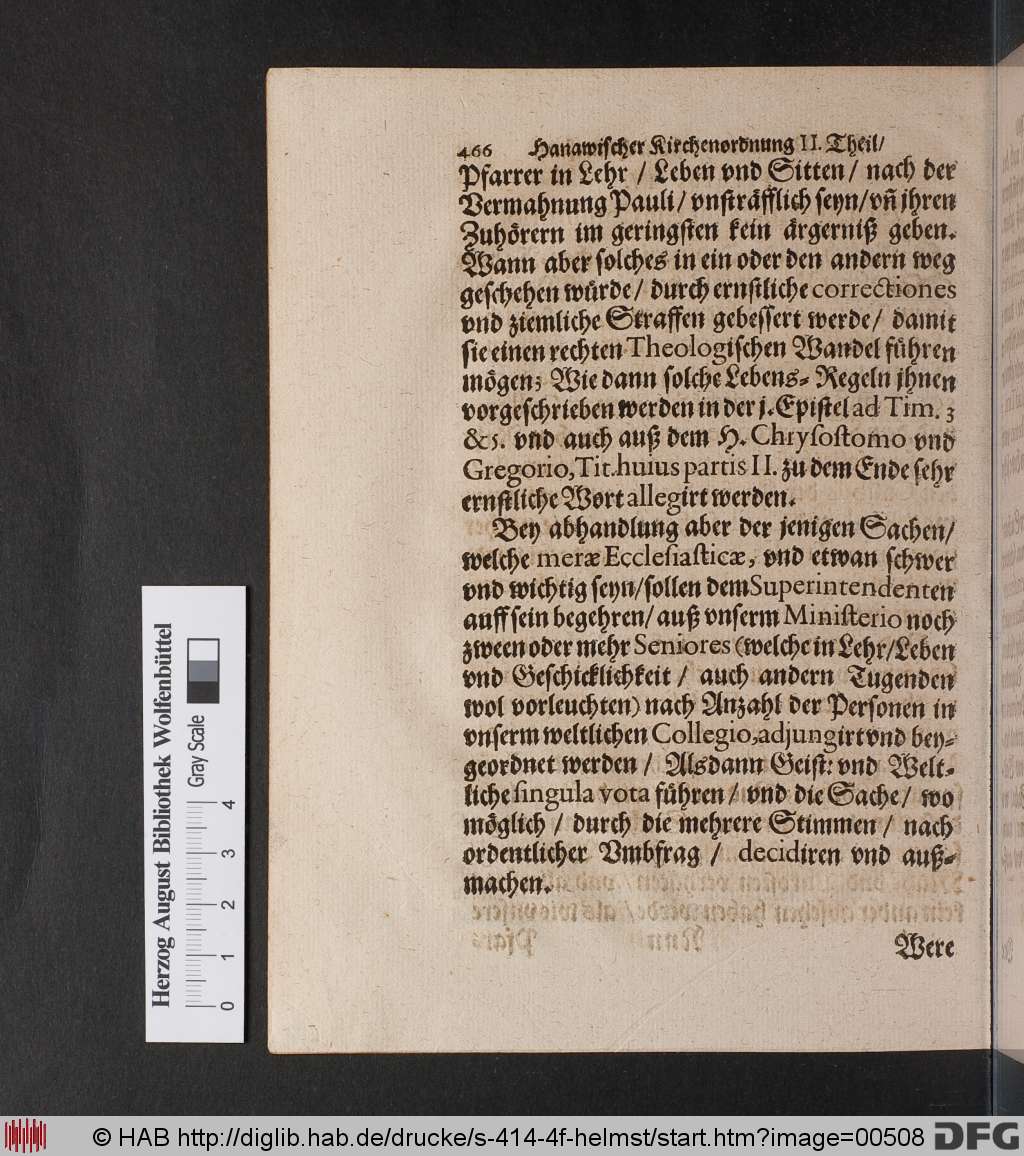 466 Hanawischer Kirchenordnung II. Theil/
Pfarrer in Lehr / Leben vnd Sitten / nach der
Vermahnung Pauli / vnsträfflich seyn / vñ jhren
Zuhörern im geringsten kein ärgerniß geben.
Wann aber solches in ein oder den andern weg
geschehen würde / durch ernstliche correctiones
vnd ziemliche Straffen gebessert werde / damit
sie einen rechten Theologischen Wandel führen
mögen; Wie dann solche Lebens= Regeln jhnen
vorgeschrieben werden in der j. Epistel ad Tim. 3
& 5. vnd auch auß dem H. Chrysostomo vnd
Gregorio, Tit. huius partis II. zu dem Ende sehr
ernstliche Wort allegirt werden.
Bey abhandlung aber der jenigen Sachen /
welche meræ Ecclesiasticæ, vnd etwan schwer
vnd wichtig seyn / sollen dem Superintendenten
auff sein begehren / auß vnserm Ministerio noch
zween oder mehr Seniores (welche in Lehr / Leben
vnd Geschicklichkeit / auch andern Tugenden
wol vorleuchten) nach Anzahl der Personen in
vnserm weltlichen Collegio, adjungirt vnd bey=
geordnet werden / Alsdann Geist: vnd Welt=
liche singula vota führen / vnd die Sache / wo
möglich / durch die mehrere Stimmen / nach
ordentlicher Vmbfrag / decidiren vnd auß=
machen.
Were
Herzog August Bibliothek Wolfenbüttel
Gray Scale
0 1 2 3 4
© HAB http://diglib.hab.de/drucke/s-414-4f-helmst/start.htm?image=00508 DFG